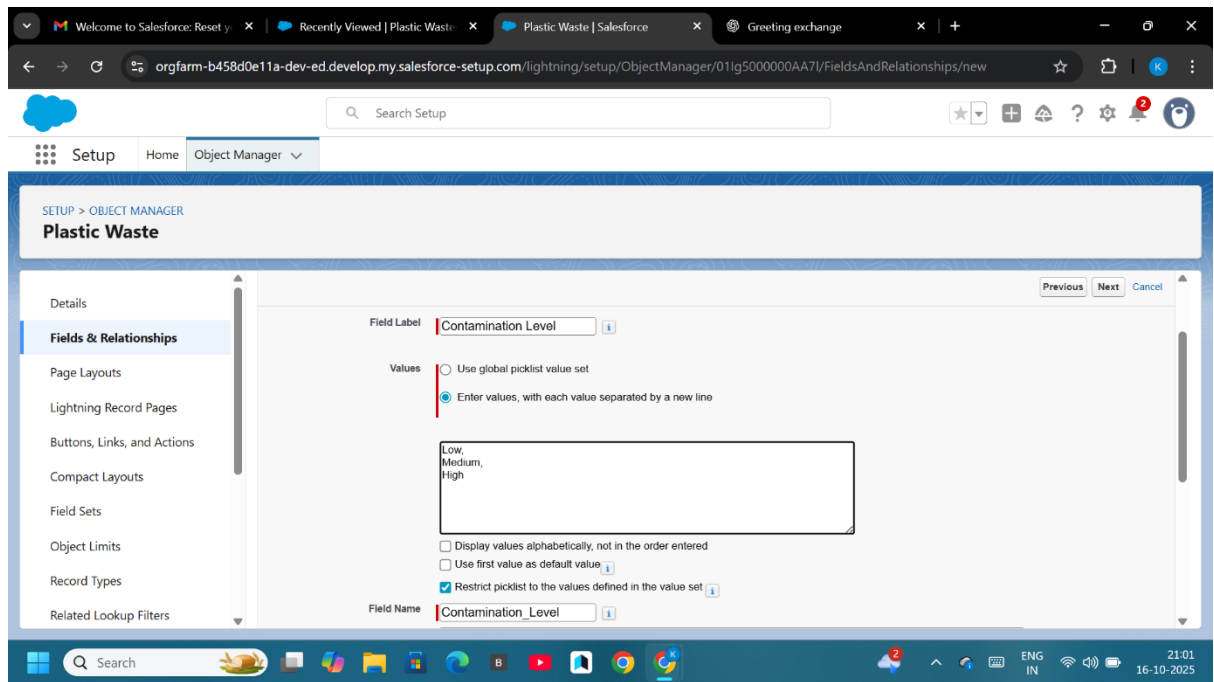 Welcome to Salesforce: Reset y
Recently Viewed | Plastic Waste
Plastic Waste | Salesforce
Greeting exchange
orgfarm-b458d0e11a-dev-ed.develop.my.salesforce-setup.com/lightning/setup/ObjectManager/01Ig5000000AA7l/FieldsAndRelationships/new
K
Search Setup
2
Setup Home Object Manager
SETUP > OBJECT MANAGER
Plastic Waste
Details
Fields & Relationships
Page Layouts
Lightning Record Pages
Buttons, Links, and Actions
Compact Layouts
Field Sets
Object Limits
Record Types
Related Lookup Filters
Previous Next Cancel
Field Label Contamination Level
Values Use global picklist value set
Enter values, with each value separated by a new line
Low,
Medium,
High
Display values alphabetically, not in the order entered
Use first value as default value
Restrict picklist to the values defined in the value set
Field Name Contamination_Level
Search
B
K
2
ENG
IN
21:01
16-10-2025